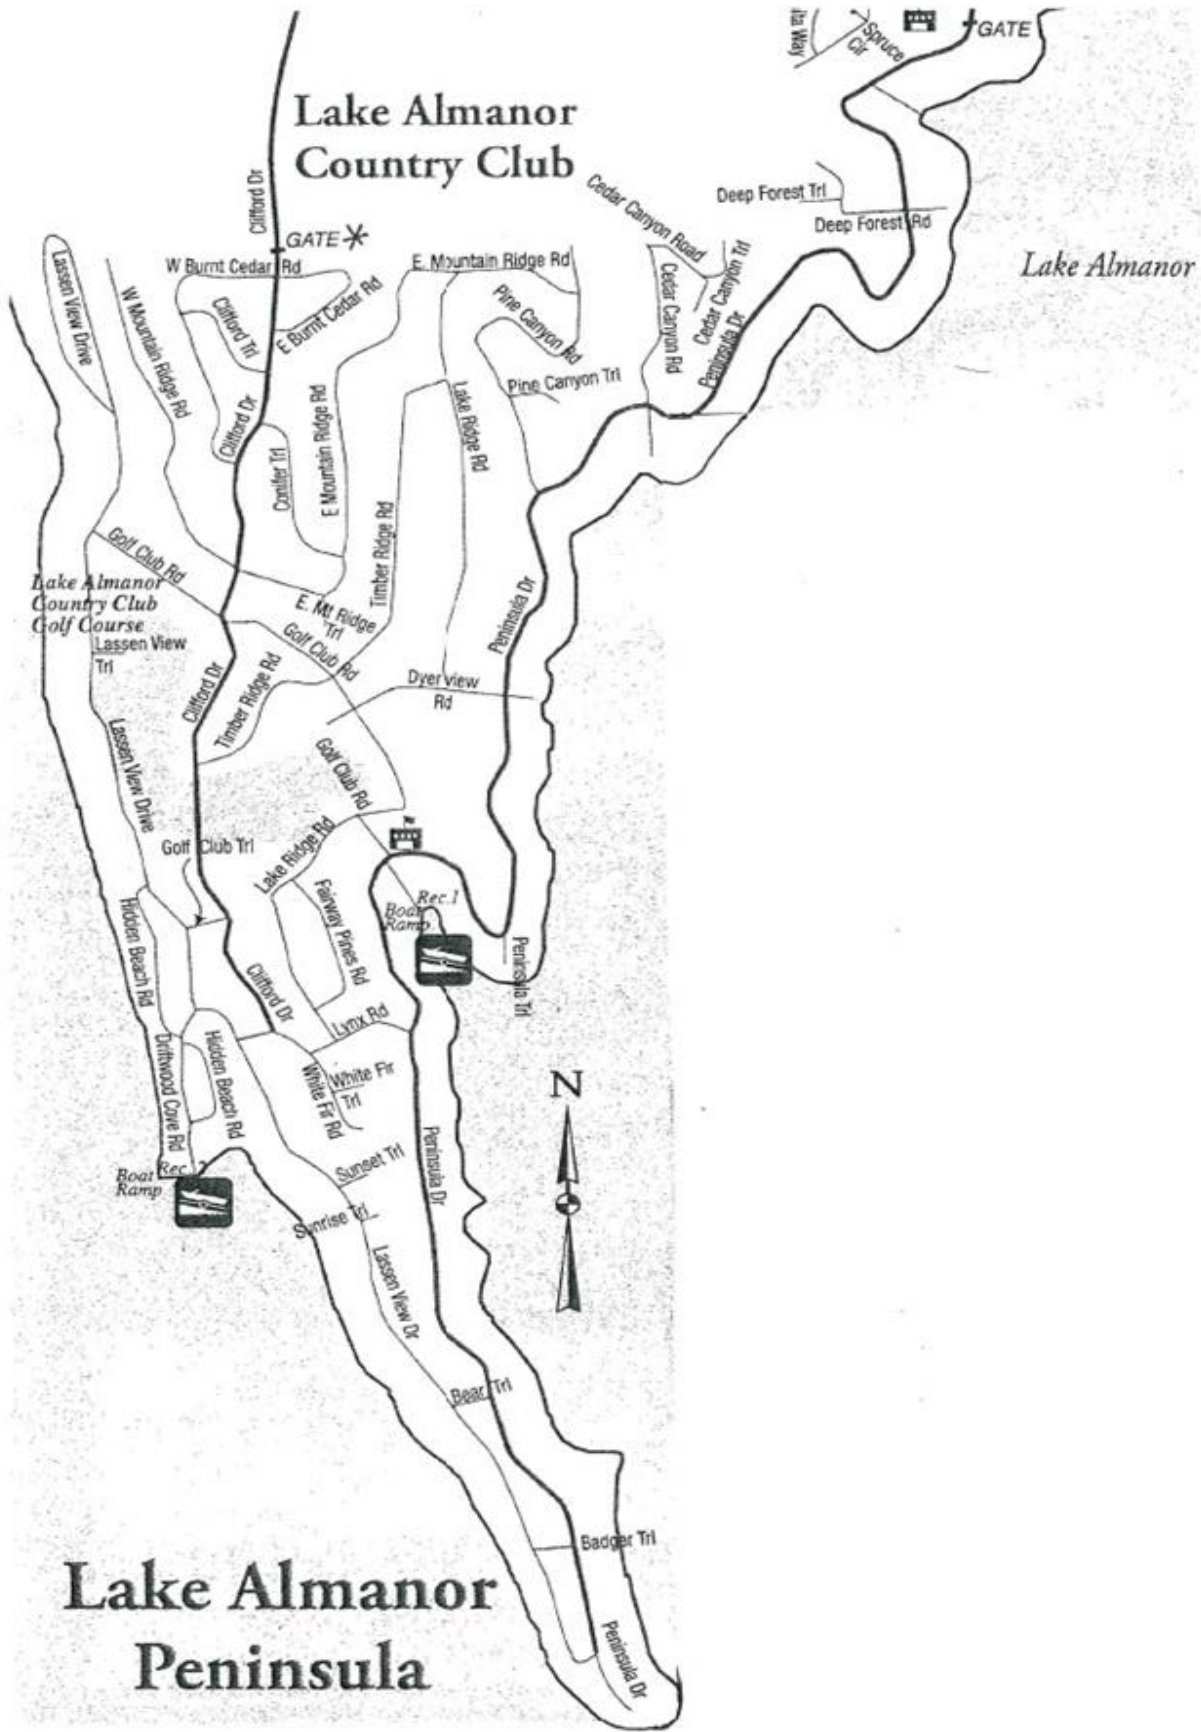 ita Way
Spruce
Cir
GATE
Lake Almanor
Country Club
Clifford Dr
GATE
Cedar Canyon Road
Deep Forest Trl
Deep Forest Rd
Lake Almanor
Lassen View Drive
W Burnt Cedar Rd
E. Mountain Ridge Rd
Cedar Canyon Trl
W Mountain Ridge Rd
Clifford Trl
E Burnt Cedar Rd
Pine Canyon Rd
Cedar Canyon Rd
Peninsula Dr
Pine Canyon Trl
Clifford Dr
Lake Ridge Rd
Conifer Trl
E Mountain Ridge Rd
Timber Ridge Rd
Golf Club Rd
Lake Almanor
Country Club
Golf Course
E. Mt Ridge
Trl
Peninsula Dr
Lassen View
Trl
Golf Club Rd
Clifford Dr
Timber Ridge Rd
Dyer view
Rd
Lassen View Drive
Golf Club Rd
Golf Club Trl
Lake Ridge Rd
Fairway Pines Rd
Rec.1
Boat
Ramp
Hidden Beach Rd
Peninsula Trl
Clifford Dr
Lynx Rd
Driftwood Cove Rd
Hidden Beach Rd
White Fir
Trl
White Fir Rd
N
Peninsula Dr
Rec. 2
Boat
Ramp
Sunset Trl
Sunrise Trl
Lassen View Dr
Bear Trl
Badger Trl
Lake Almanor
Peninsula
Peninsula Dr